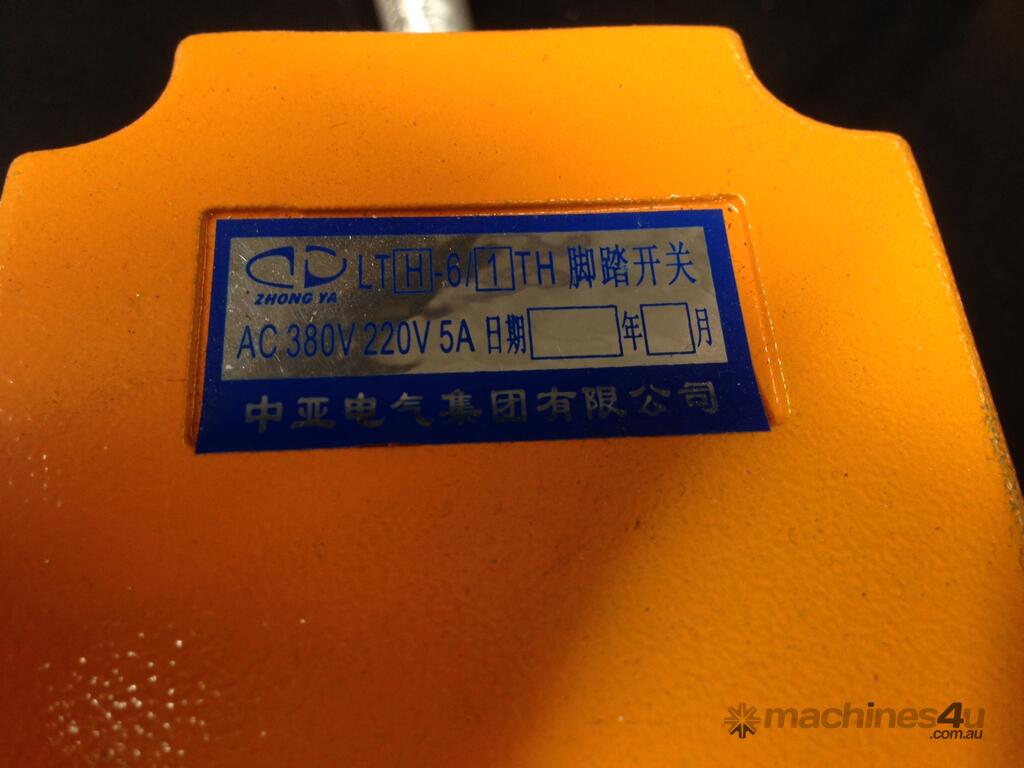 ZHONG YA
LTH-6/1TH 脚踏开关
AC 380V 220V 5A 日期 年 月
中亚电气集团有限公司
machines4u
.com.au